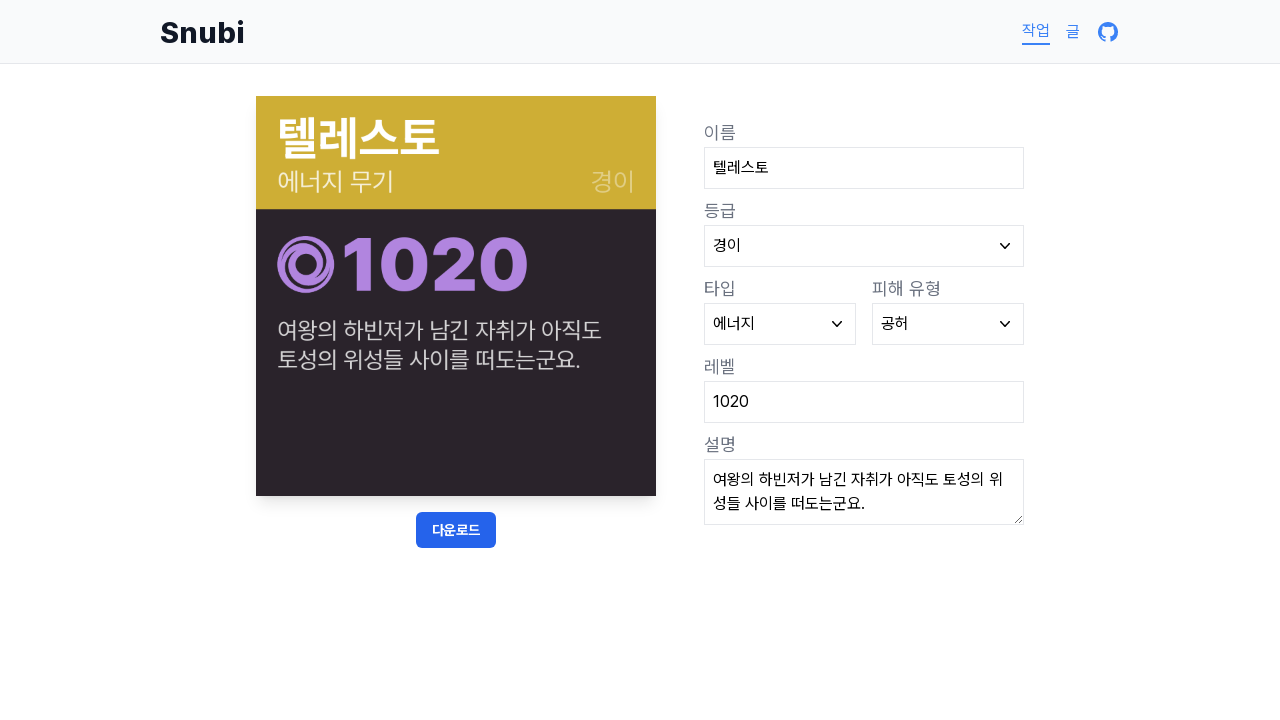 Snubi
작업
글
텔레스토
에너지 무기
경이
1020
여왕의 하빈저가 남긴 자취가 아직도
토성의 위성들 사이를 떠도는군요.
다운로드
이름
텔레스토
등급
경이
타입
피해 유형
에너지
공허
레벨
1020
설명
여왕의 하빈저가 남긴 자취가 아직도 토성의 위
성들 사이를 떠도는군요.